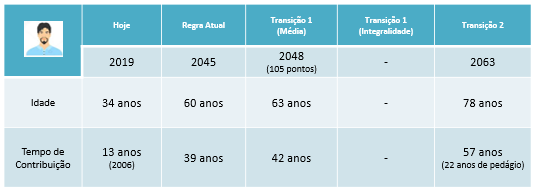 Hoje
Regra Atual
Transição 1
(Média)
Transição 1
(Integralidade)
Transição 2
2019
2045
2048
(105 pontos)
-
2063
Idade
34 anos
60 anos
63 anos
-
78 anos
Tempo de
Contribuição
13 anos
(2006)
39 anos
42 anos
-
57 anos
(22 anos de pedágio)